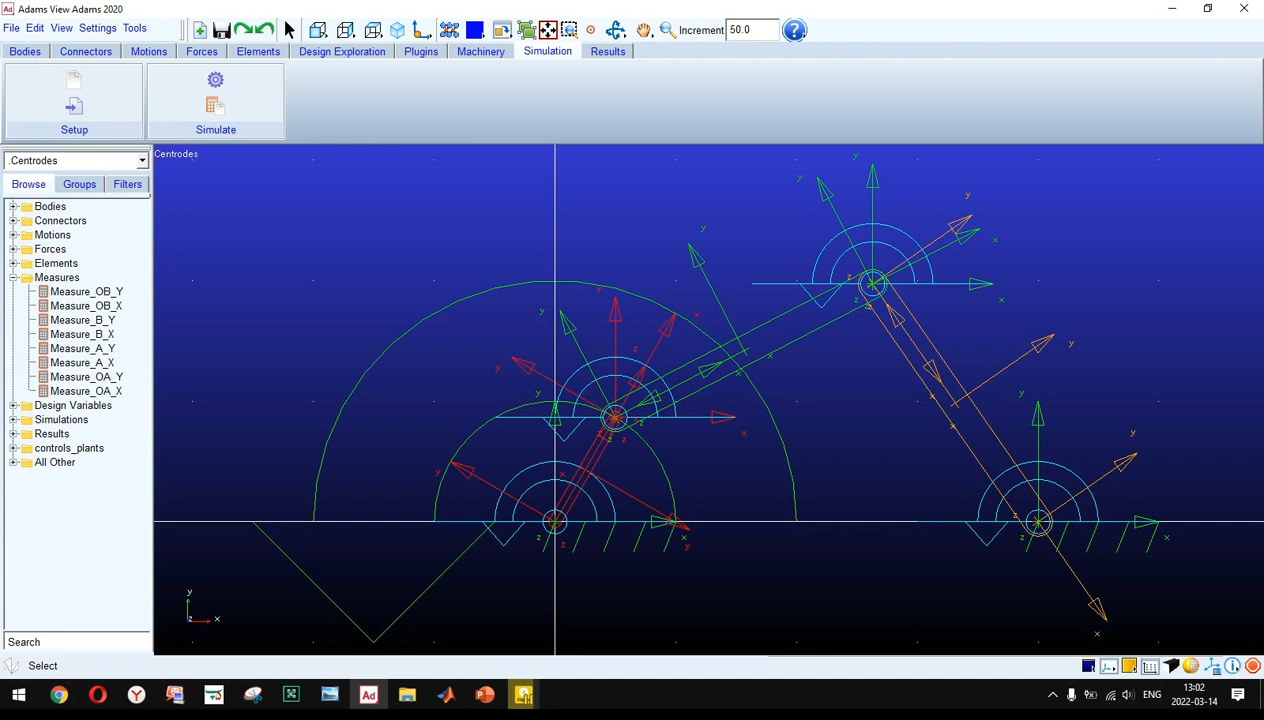 Adams View Adams 2020
File Edit View Settings Tools
Increment 50.0
Bodies Connectors Motions Forces Elements Design Exploration Plugins Machinery Simulation Results
Setup Simulate
.Centrodes
Centrodes
Browse Groups Filters
Bodies
Connectors
Motions
Forces
Elements
Measures
Measure_OB_Y
Measure_OB_X
Measure_B_Y
Measure_B_X
Measure_A_Y
Measure_A_X
Measure_OA_Y
Measure_OA_X
Design Variables
Simulations
Results
controls_plants
All Other
Search
Select
ENG
13:02
2022-03-14